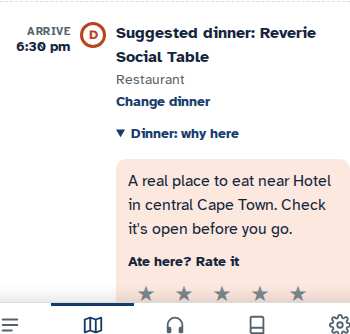 ARRIVE
6:30 pm
D
Suggested dinner: Reverie
Social Table
Restaurant
Change dinner
▼ Dinner: why here
A real place to eat near Hotel
in central Cape Town. Check
it's open before you go.
Ate here? Rate it